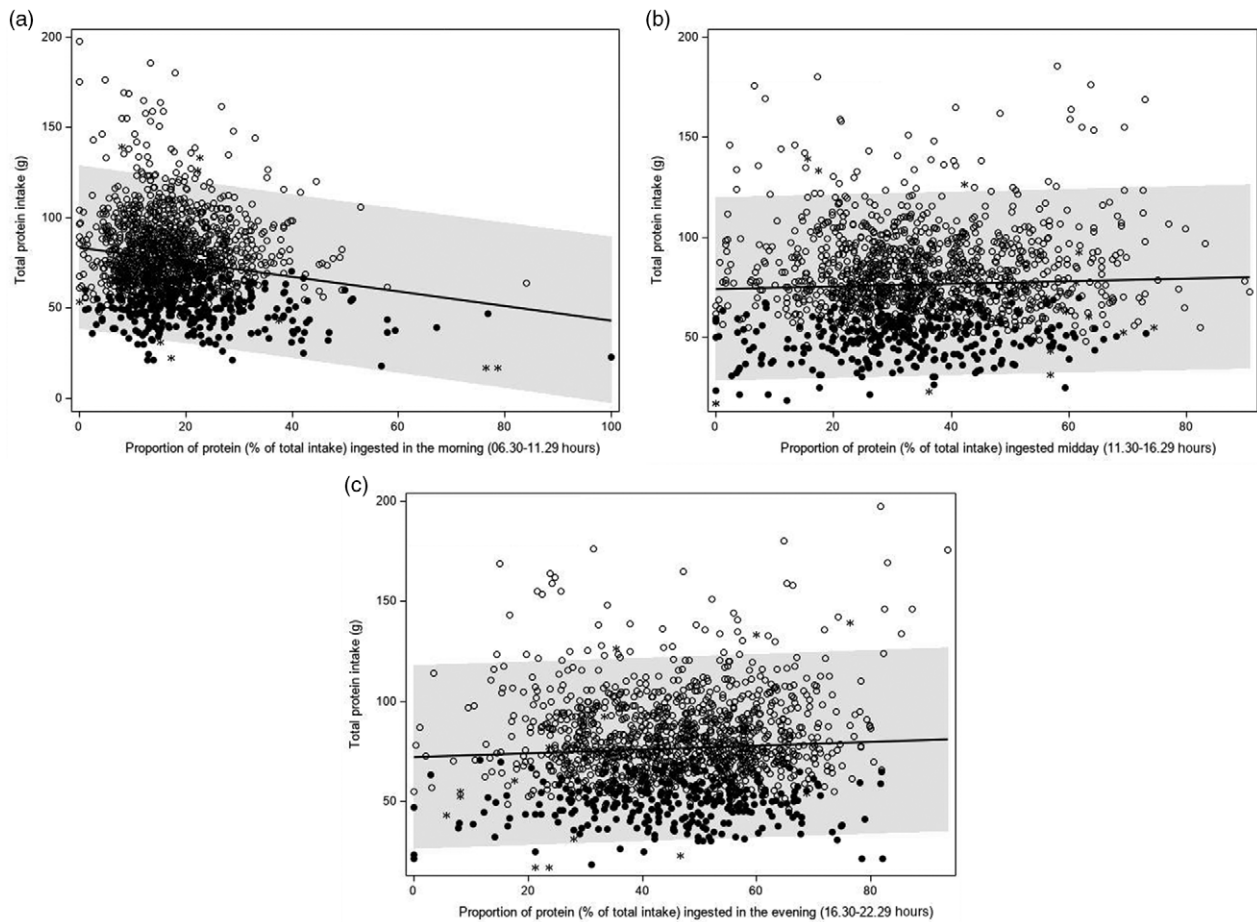 (a)
200
150
100
50
0
Total protein intake (g)
0 20 40 60 80 100
Proportion of protein (% of total intake) ingested in the morning (06.30-11.29 hours)
(b)
200
150
100
50
Total protein intake (g)
0 20 40 60 80
Proportion of protein (% of total intake) ingested midday (11.30-16.29 hours)
(c)
200
150
100
50
Total protein intake (g)
0 20 40 60 80
Proportion of protein (% of total intake) ingested in the evening (16.30-22.29 hours)